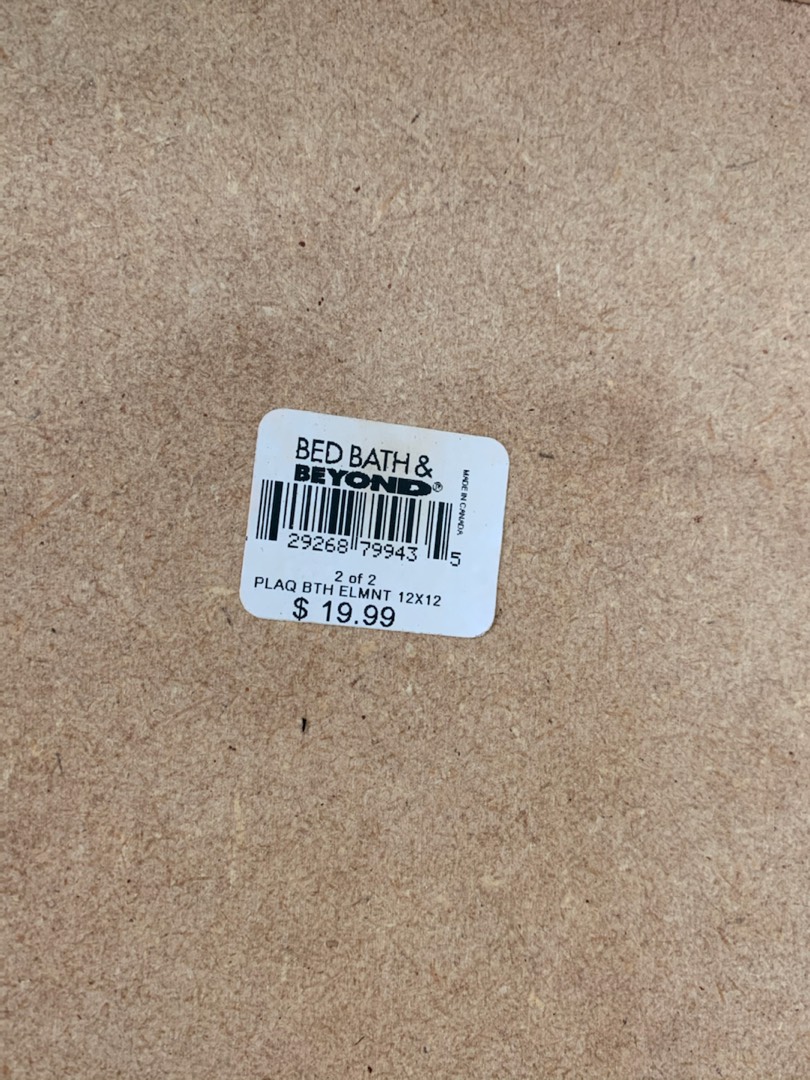 BED BATH &
BEYOND®
MADE IN CANADA
29268 79943 5
2 of 2
PLAQ BTH ELMNT 12X12
$ 19.99